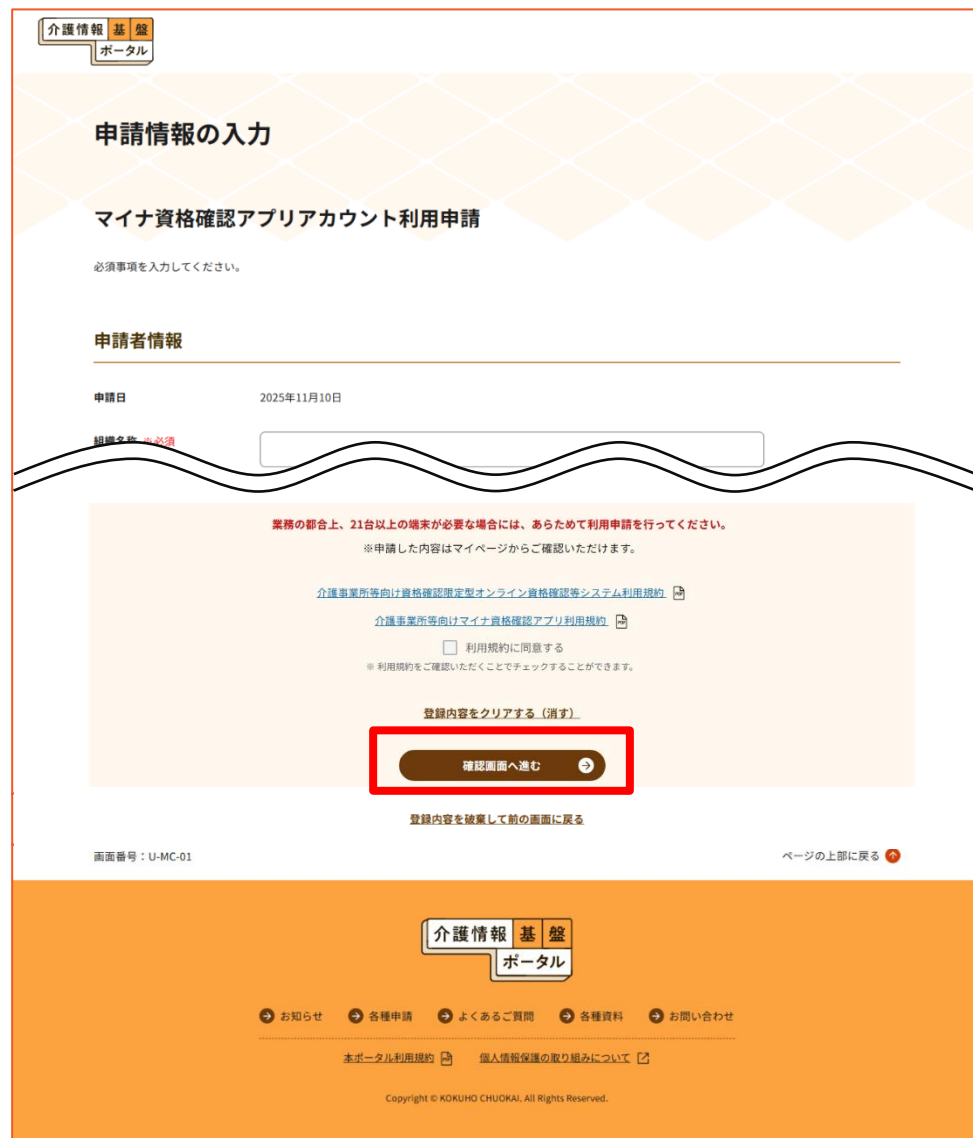 介護情報基盤
ポータル
申請情報の入力
マイナ資格確認アプリアカウント利用申請
必須事項を入力してください。
申請者情報
申請日 2025年11月10日
組織名称 ※必須
業務の都合上、21台以上の端末が必要な場合には、あらためて利用申請を行ってください。
※申請した内容はマイページからご確認いただけます。
介護事業所等向け資格確認限定型オンライン資格確認等システム利用規約 PDF
介護事業所等向けマイナ資格確認アプリ利用規約 PDF
利用規約に同意する
※ 利用規約をご確認いただくことでチェックすることができます。
登録内容をクリアする（消す）
確認画面へ進む
登録内容を破棄して前の画面に戻る
画面番号：U-MC-01 ページの上部に戻る
介護情報基盤
ポータル
お知らせ 各種申請 よくあるご質問 各種資料 お問い合わせ
本ポータル利用規約 PDF 個人情報保護の取り組みについて
Copyright © KOKUHO CHUOKAI. All Rights Reserved.